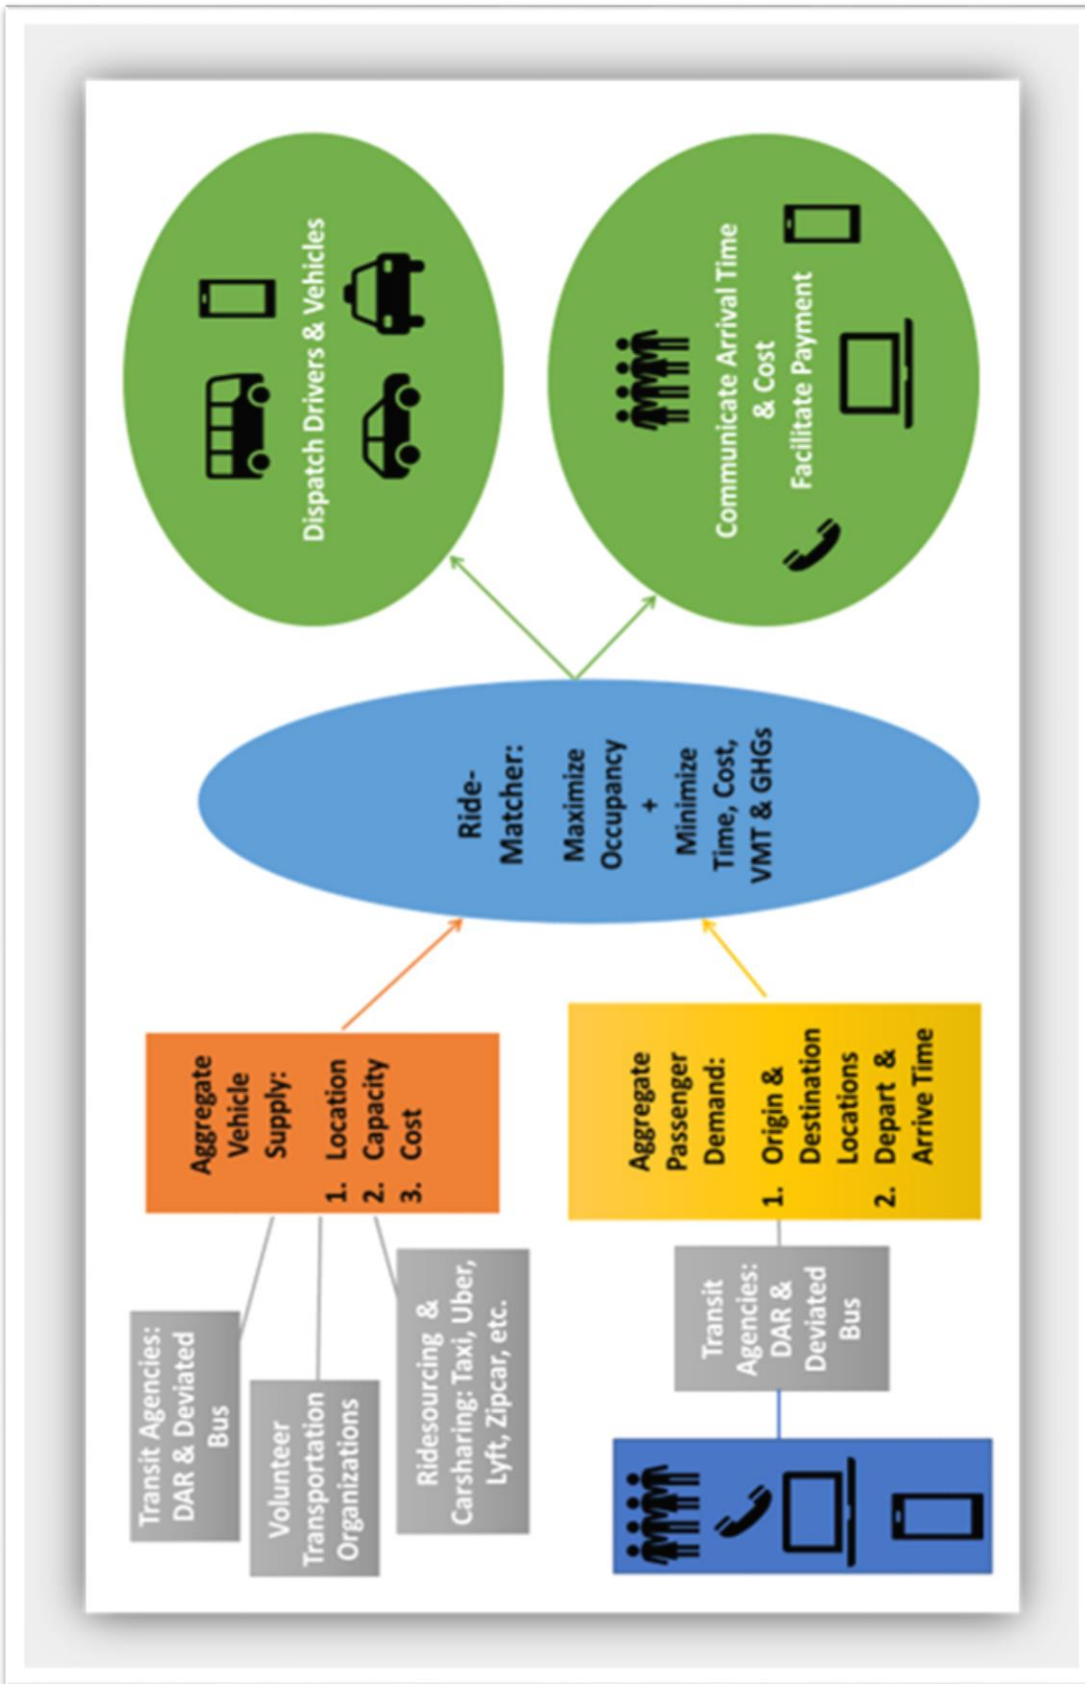 Transit Agencies:
DAR & Deviated
Bus
Volunteer
Transportation
Organizations
Ridesourcing &
Carsharing: Taxi, Uber,
Lyft, Zipcar, etc.
Aggregate
Vehicle
Supply:
1. Location
2. Capacity
3. Cost
Transit
Agencies:
DAR &
Deviated
Bus
Aggregate
Passenger
Demand:
1. Origin &
Destination
Locations
2. Depart &
Arrive Time
Ride-
Matcher:
Maximize
Occupancy
+
Minimize
Time, Cost,
VMT & GHGs
Dispatch Drivers & Vehicles
Communicate Arrival Time
& Cost
Facilitate Payment